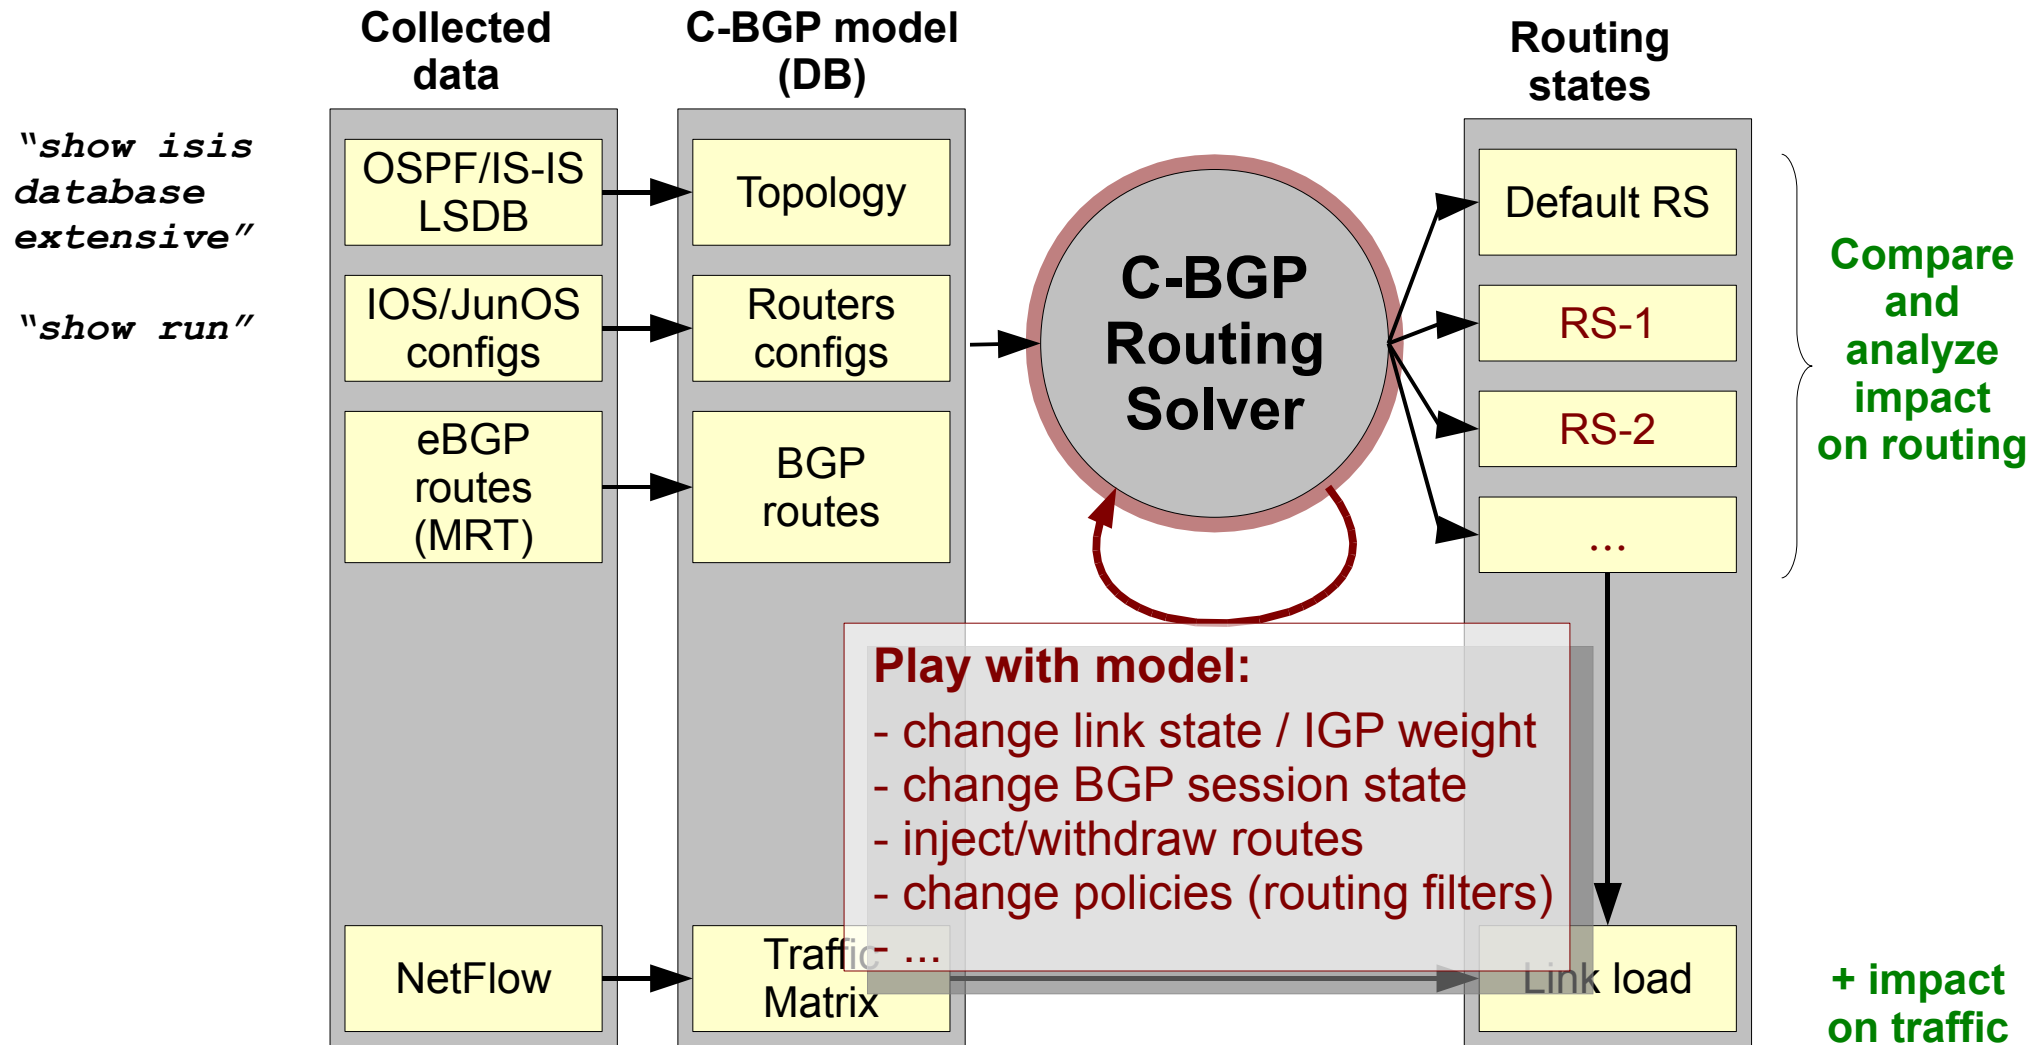 Collected
data
C-BGP model
(DB)
Routing
states
“show isis
database
extensive”
“show run”
OSPF/IS-IS
LSDB
IOS/JunOS
configs
eBGP
routes
(MRT)
NetFlow
Topology
Routers
configs
BGP
routes
Traffic
Matrix
C-BGP
Routing
Solver
Play with model:
- change link state / IGP weight
- change BGP session state
- inject/withdraw routes
- change policies (routing filters)
- ...
Default RS
RS-1
RS-2
...
Link load
Compare
and
analyze
impact
on routing
+ impact
on traffic